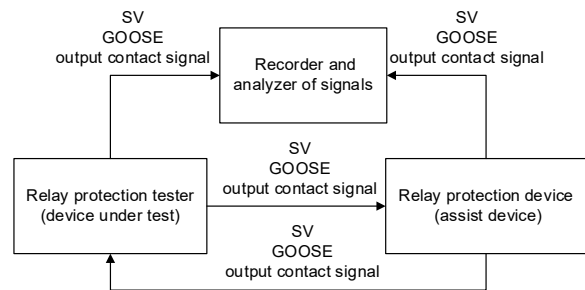 SV
GOOSE
output contact signal
SV
GOOSE
output contact signal
Recorder and
analyzer of signals
SV
GOOSE
output contact signal
Relay protection tester
(device under test)
Relay protection device
(assist device)
SV
GOOSE
output contact signal